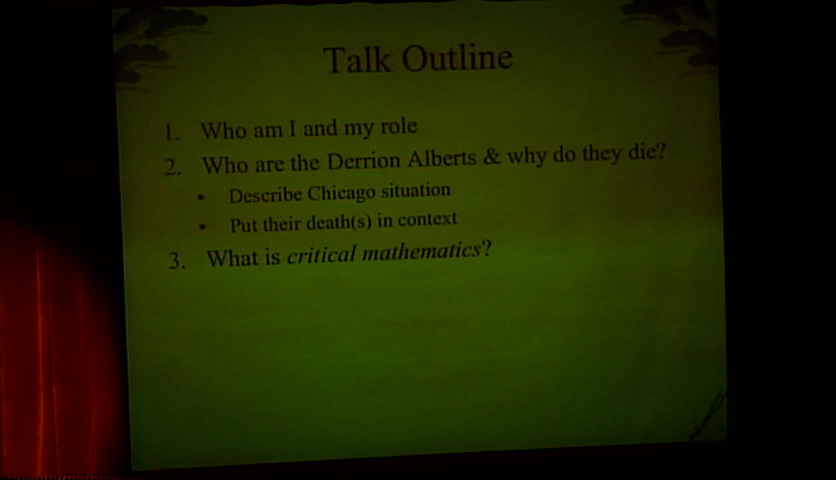 Talk Outline
1. Who am I and my role
2. Who are the Derrion Alberts & why do they die?
• Describe Chicago situation
• Put their death(s) in context
3. What is critical mathematics?